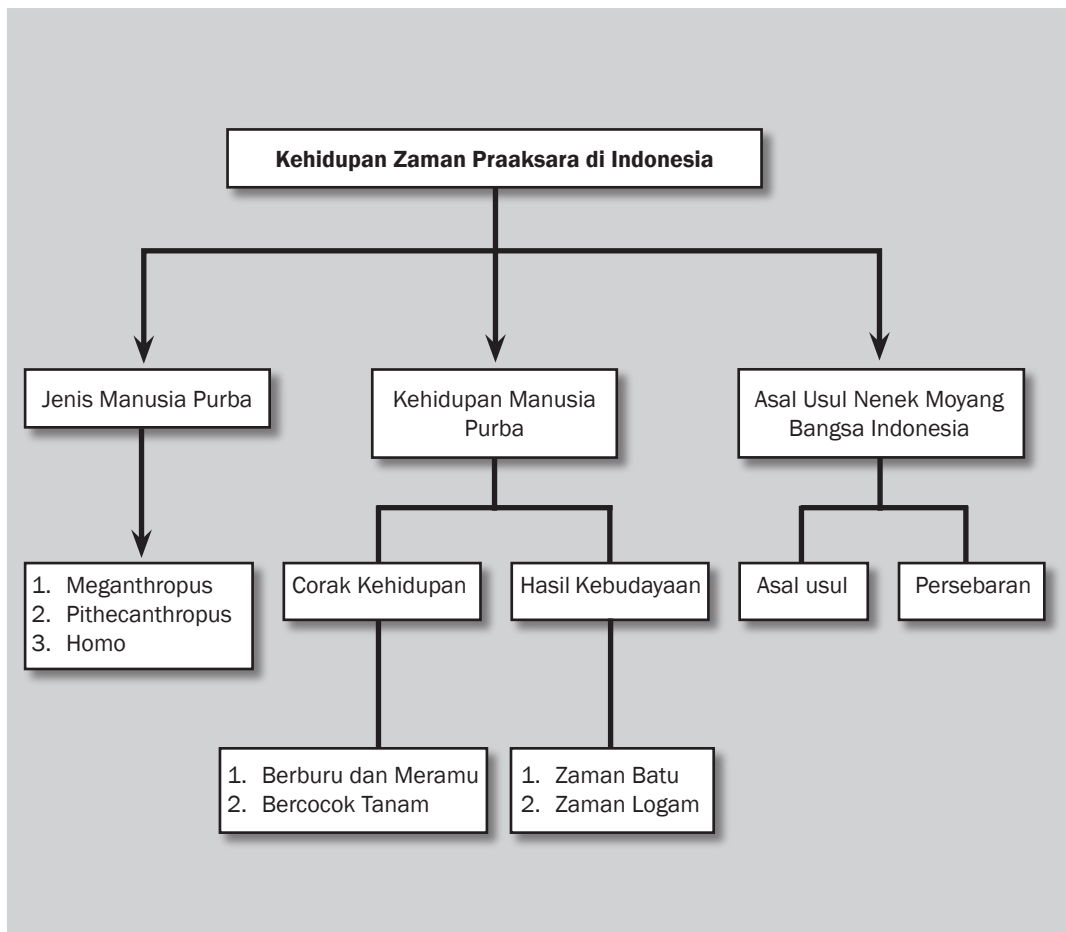 Kehidupan Zaman Praaksara di Indonesia
Jenis Manusia Purba
Kehidupan Manusia
Purba
Asal Usul Nenek Moyang
Bangsa Indonesia
1. Meganthropus
2. Pithecanthropus
3. Homo
Corak Kehidupan
Hasil Kebudayaan
Asal usul
Persebaran
1. Berburu dan Meramu
2. Bercocok Tanam
1. Zaman Batu
2. Zaman Logam